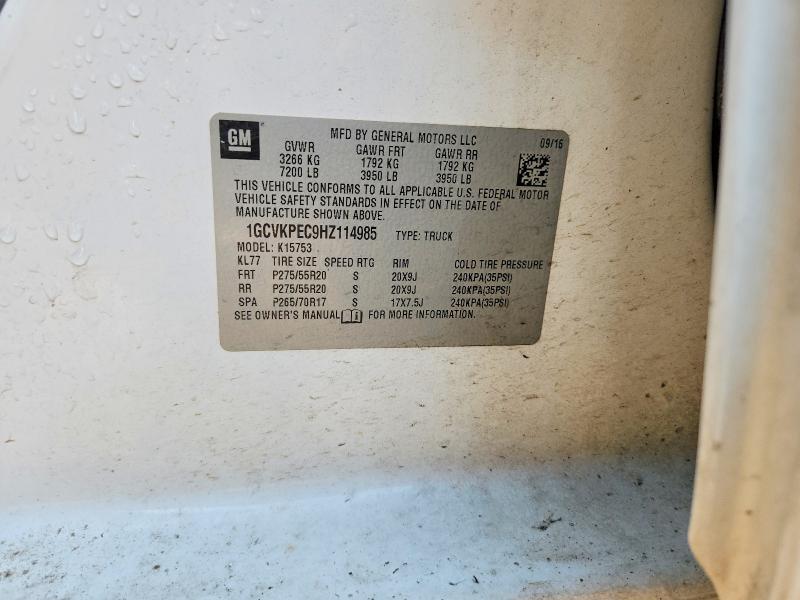 GM
MFD BY GENERAL MOTORS LLC 09/16
GVWR GAWR FRT GAWR RR
3266 KG 1792 KG 1792 KG
7200 LB 3950 LB 3950 LB
THIS VEHICLE CONFORMS TO ALL APPLICABLE U.S. FEDERAL MOTOR
VEHICLE SAFETY STANDARDS IN EFFECT ON THE DATE OF
MANUFACTURE SHOWN ABOVE.
1GCVKPEC9HZ114985 TYPE: TRUCK
MODEL: K15753
KL77 TIRE SIZE SPEED RTG RIM COLD TIRE PRESSURE
FRT P275/55R20 S 20X9J 240KPA(35PSI)
RR P275/55R20 S 20X9J 240KPA(35PSI)
SPA P265/70R17 S 17X7.5J 240KPA(35PSI)
SEE OWNER'S MANUAL FOR MORE INFORMATION.